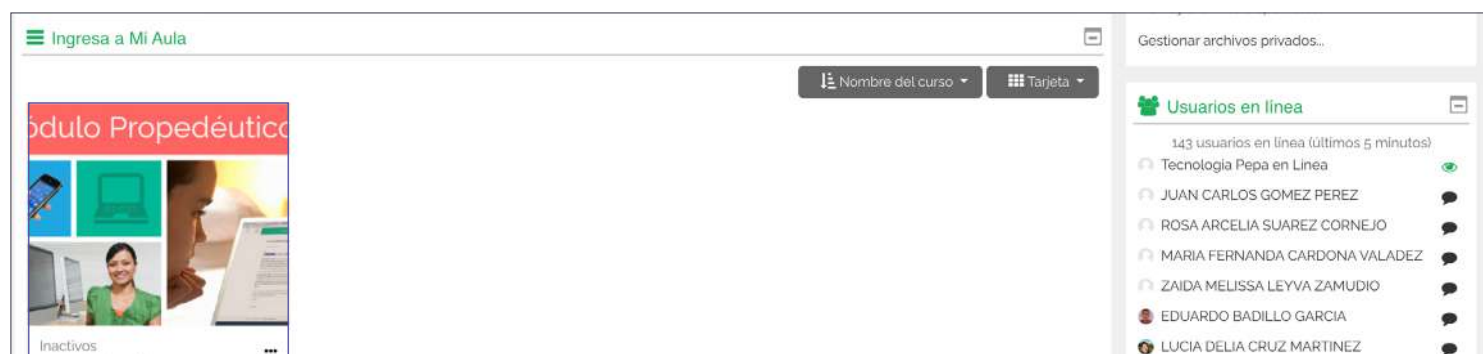 Ingresa a Mi Aula
Nombre del curso
Tarjeta
ódulo Propedéutico
Inactivos
Gestionar archivos privados...
Usuarios en línea
143 usuarios en línea (últimos 5 minutos)
Tecnología Pepa en Línea
JUAN CARLOS GOMEZ PEREZ
ROSA ARCELIA SUAREZ CORNEJO
MARIA FERNANDA CARDONA VALADEZ
ZAIDA MELISSA LEYVA ZAMUDIO
EDUARDO BADILLO GARCIA
LUCIA DELIA CRUZ MARTINEZ